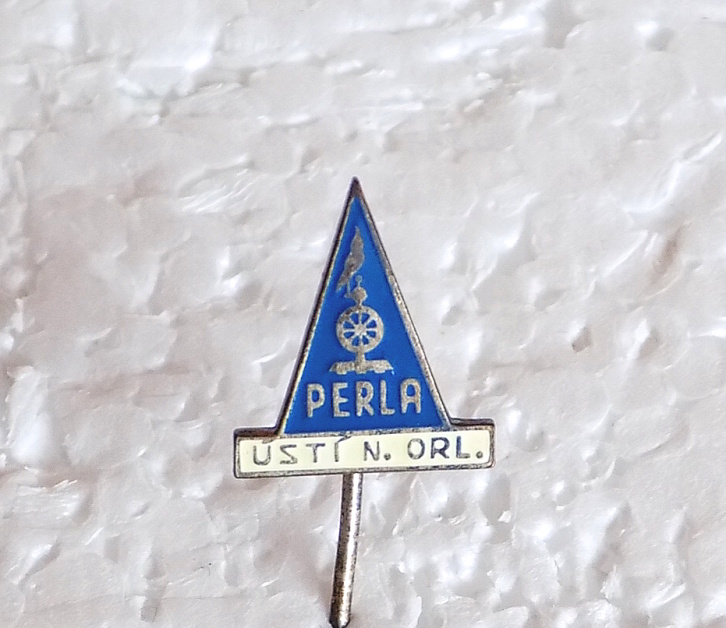 PERLA
ÚSTÍ N. ORL.